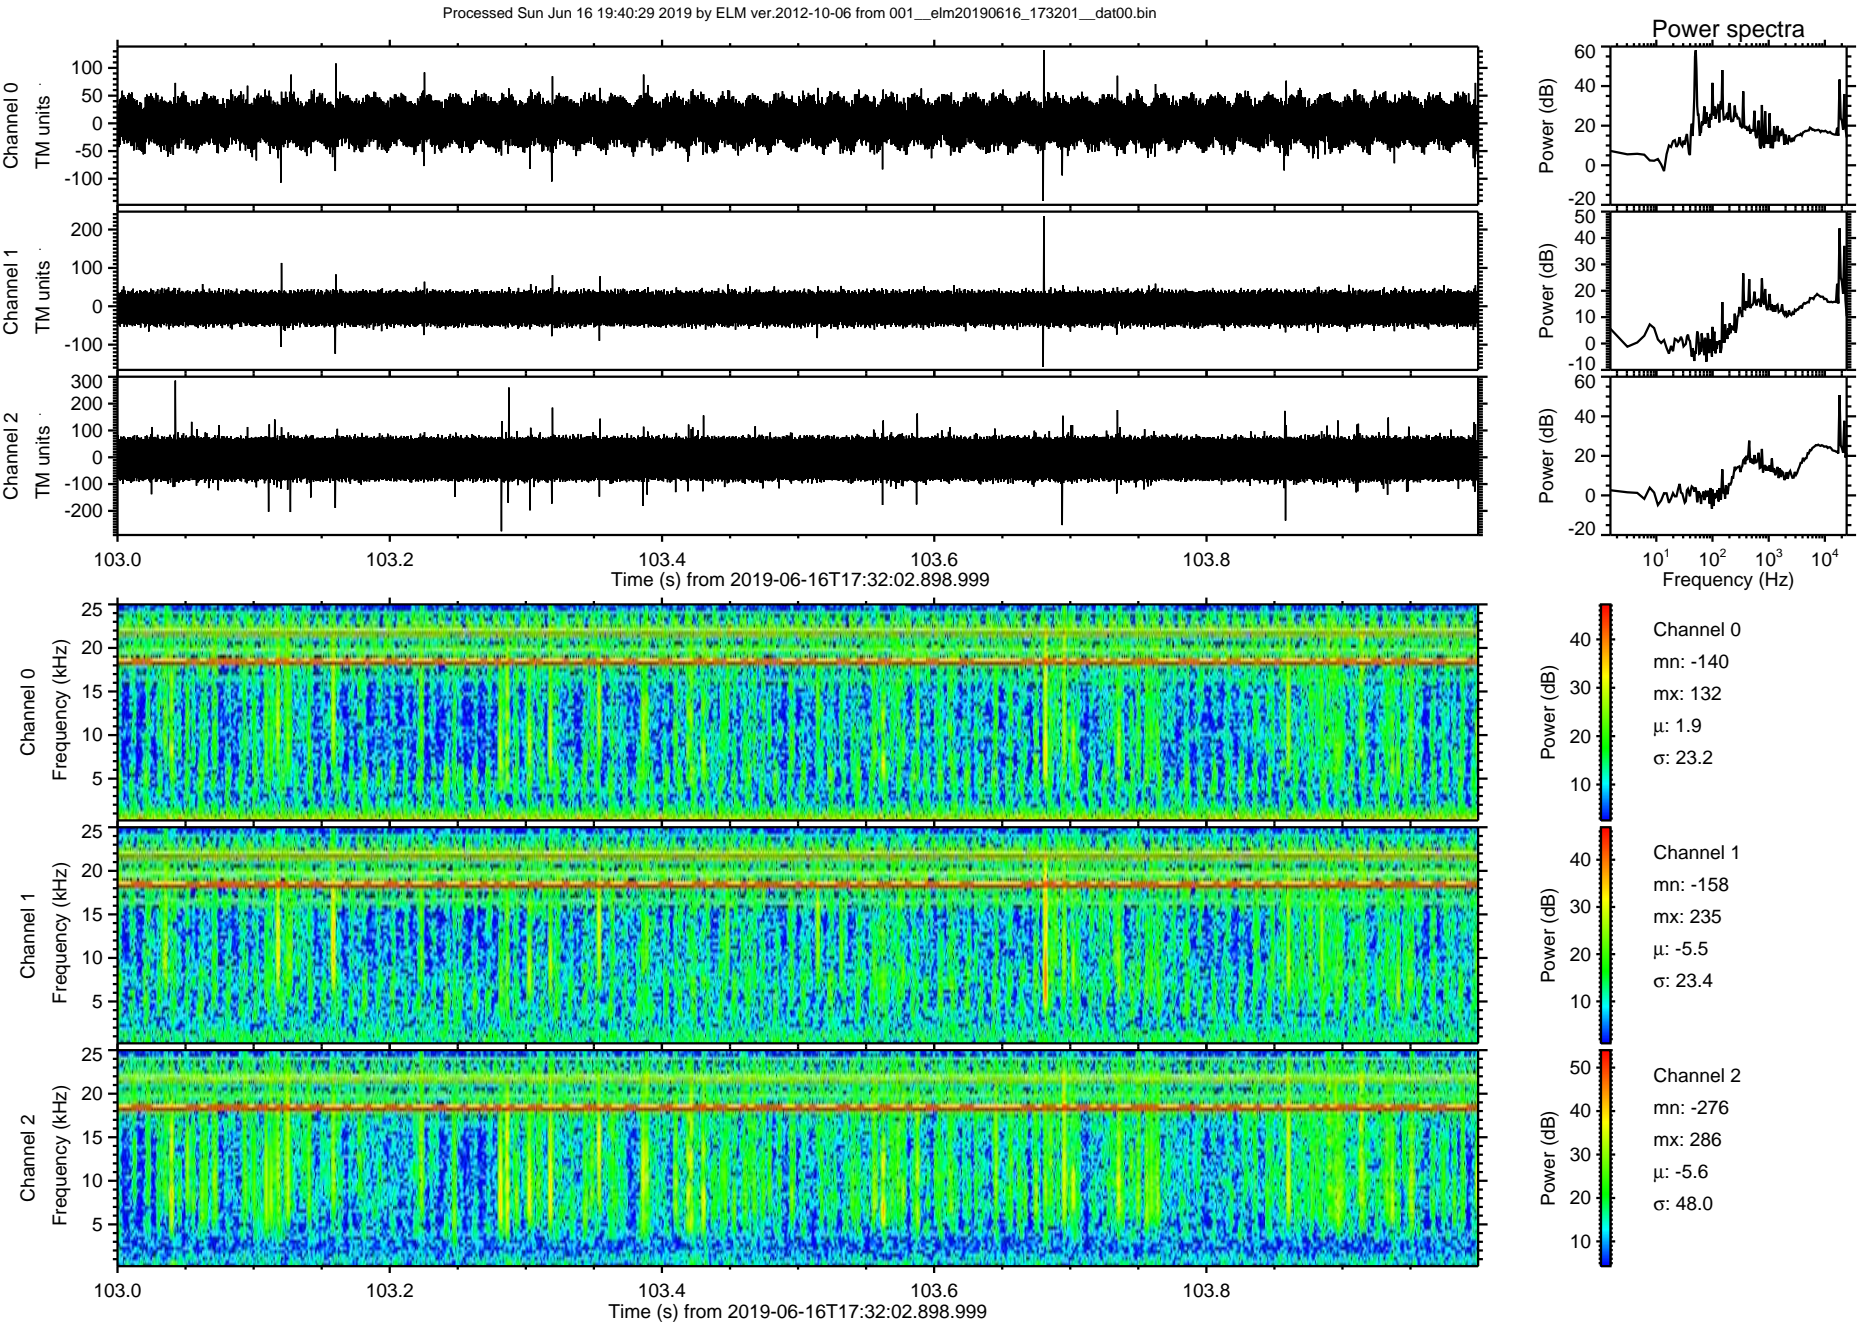 Processed Sun Jun 16 19:40:29 2019 by ELM ver.2012-10-06 from 001__elm20190616_173201__dat00.bin
Power spectra
Channel 0
TM units
100
50
0
-50
-100
Power (dB)
60
40
20
0
-20
Channel 1
TM units
200
100
0
-100
Power (dB)
50
40
30
20
10
0
-10
Channel 2
TM units
300
200
100
0
-100
-200
Power (dB)
60
40
20
0
-20
103.0 103.2 103.4 103.6 103.8
Time (s) from 2019-06-16T17:32:02.898.999
10¹ 10² 10³ 10⁴
Frequency (Hz)
Channel 0
Frequency (kHz)
25
20
15
10
5
Power (dB)
40
30
20
10
Channel 0
mn: -140
mx: 132
μ: 1.9
σ: 23.2
Channel 1
Frequency (kHz)
25
20
15
10
5
Power (dB)
40
30
20
10
Channel 1
mn: -158
mx: 235
μ: -5.5
σ: 23.4
Channel 2
Frequency (kHz)
25
20
15
10
5
Power (dB)
50
40
30
20
10
Channel 2
mn: -276
mx: 286
μ: -5.6
σ: 48.0
103.0 103.2 103.4 103.6 103.8
Time (s) from 2019-06-16T17:32:02.898.999